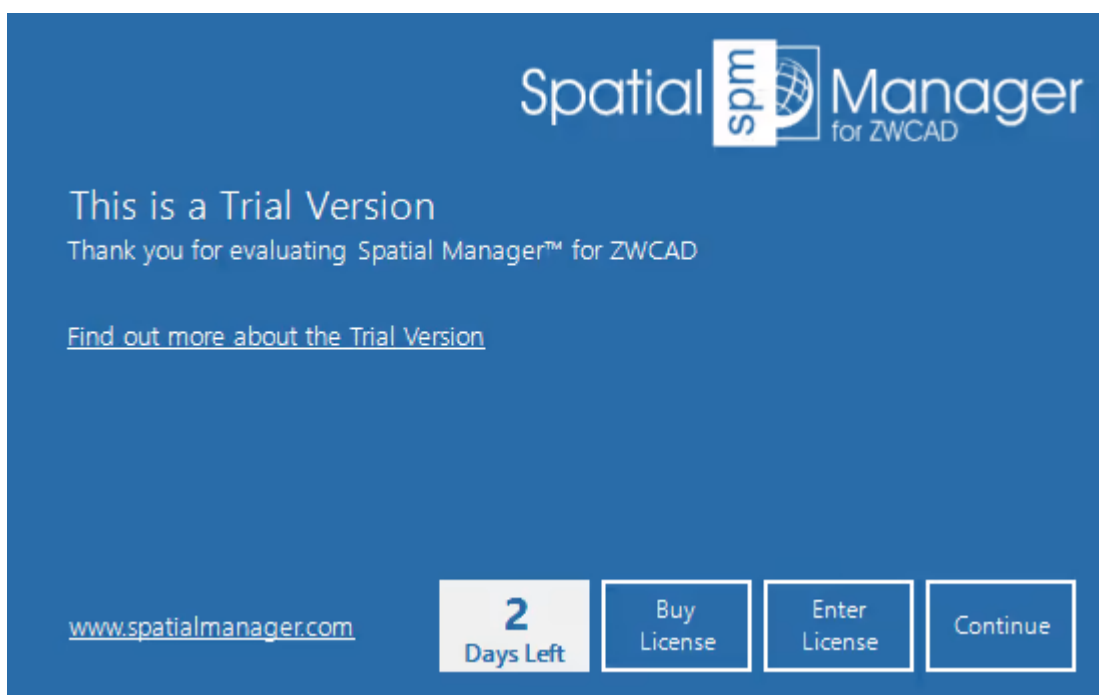 Spatial spm Manager
for ZWCAD
This is a Trial Version
Thank you for evaluating Spatial Manager™ for ZWCAD
Find out more about the Trial Version
www.spatialmanager.com
2
Days Left
Buy
License
Enter
License
Continue